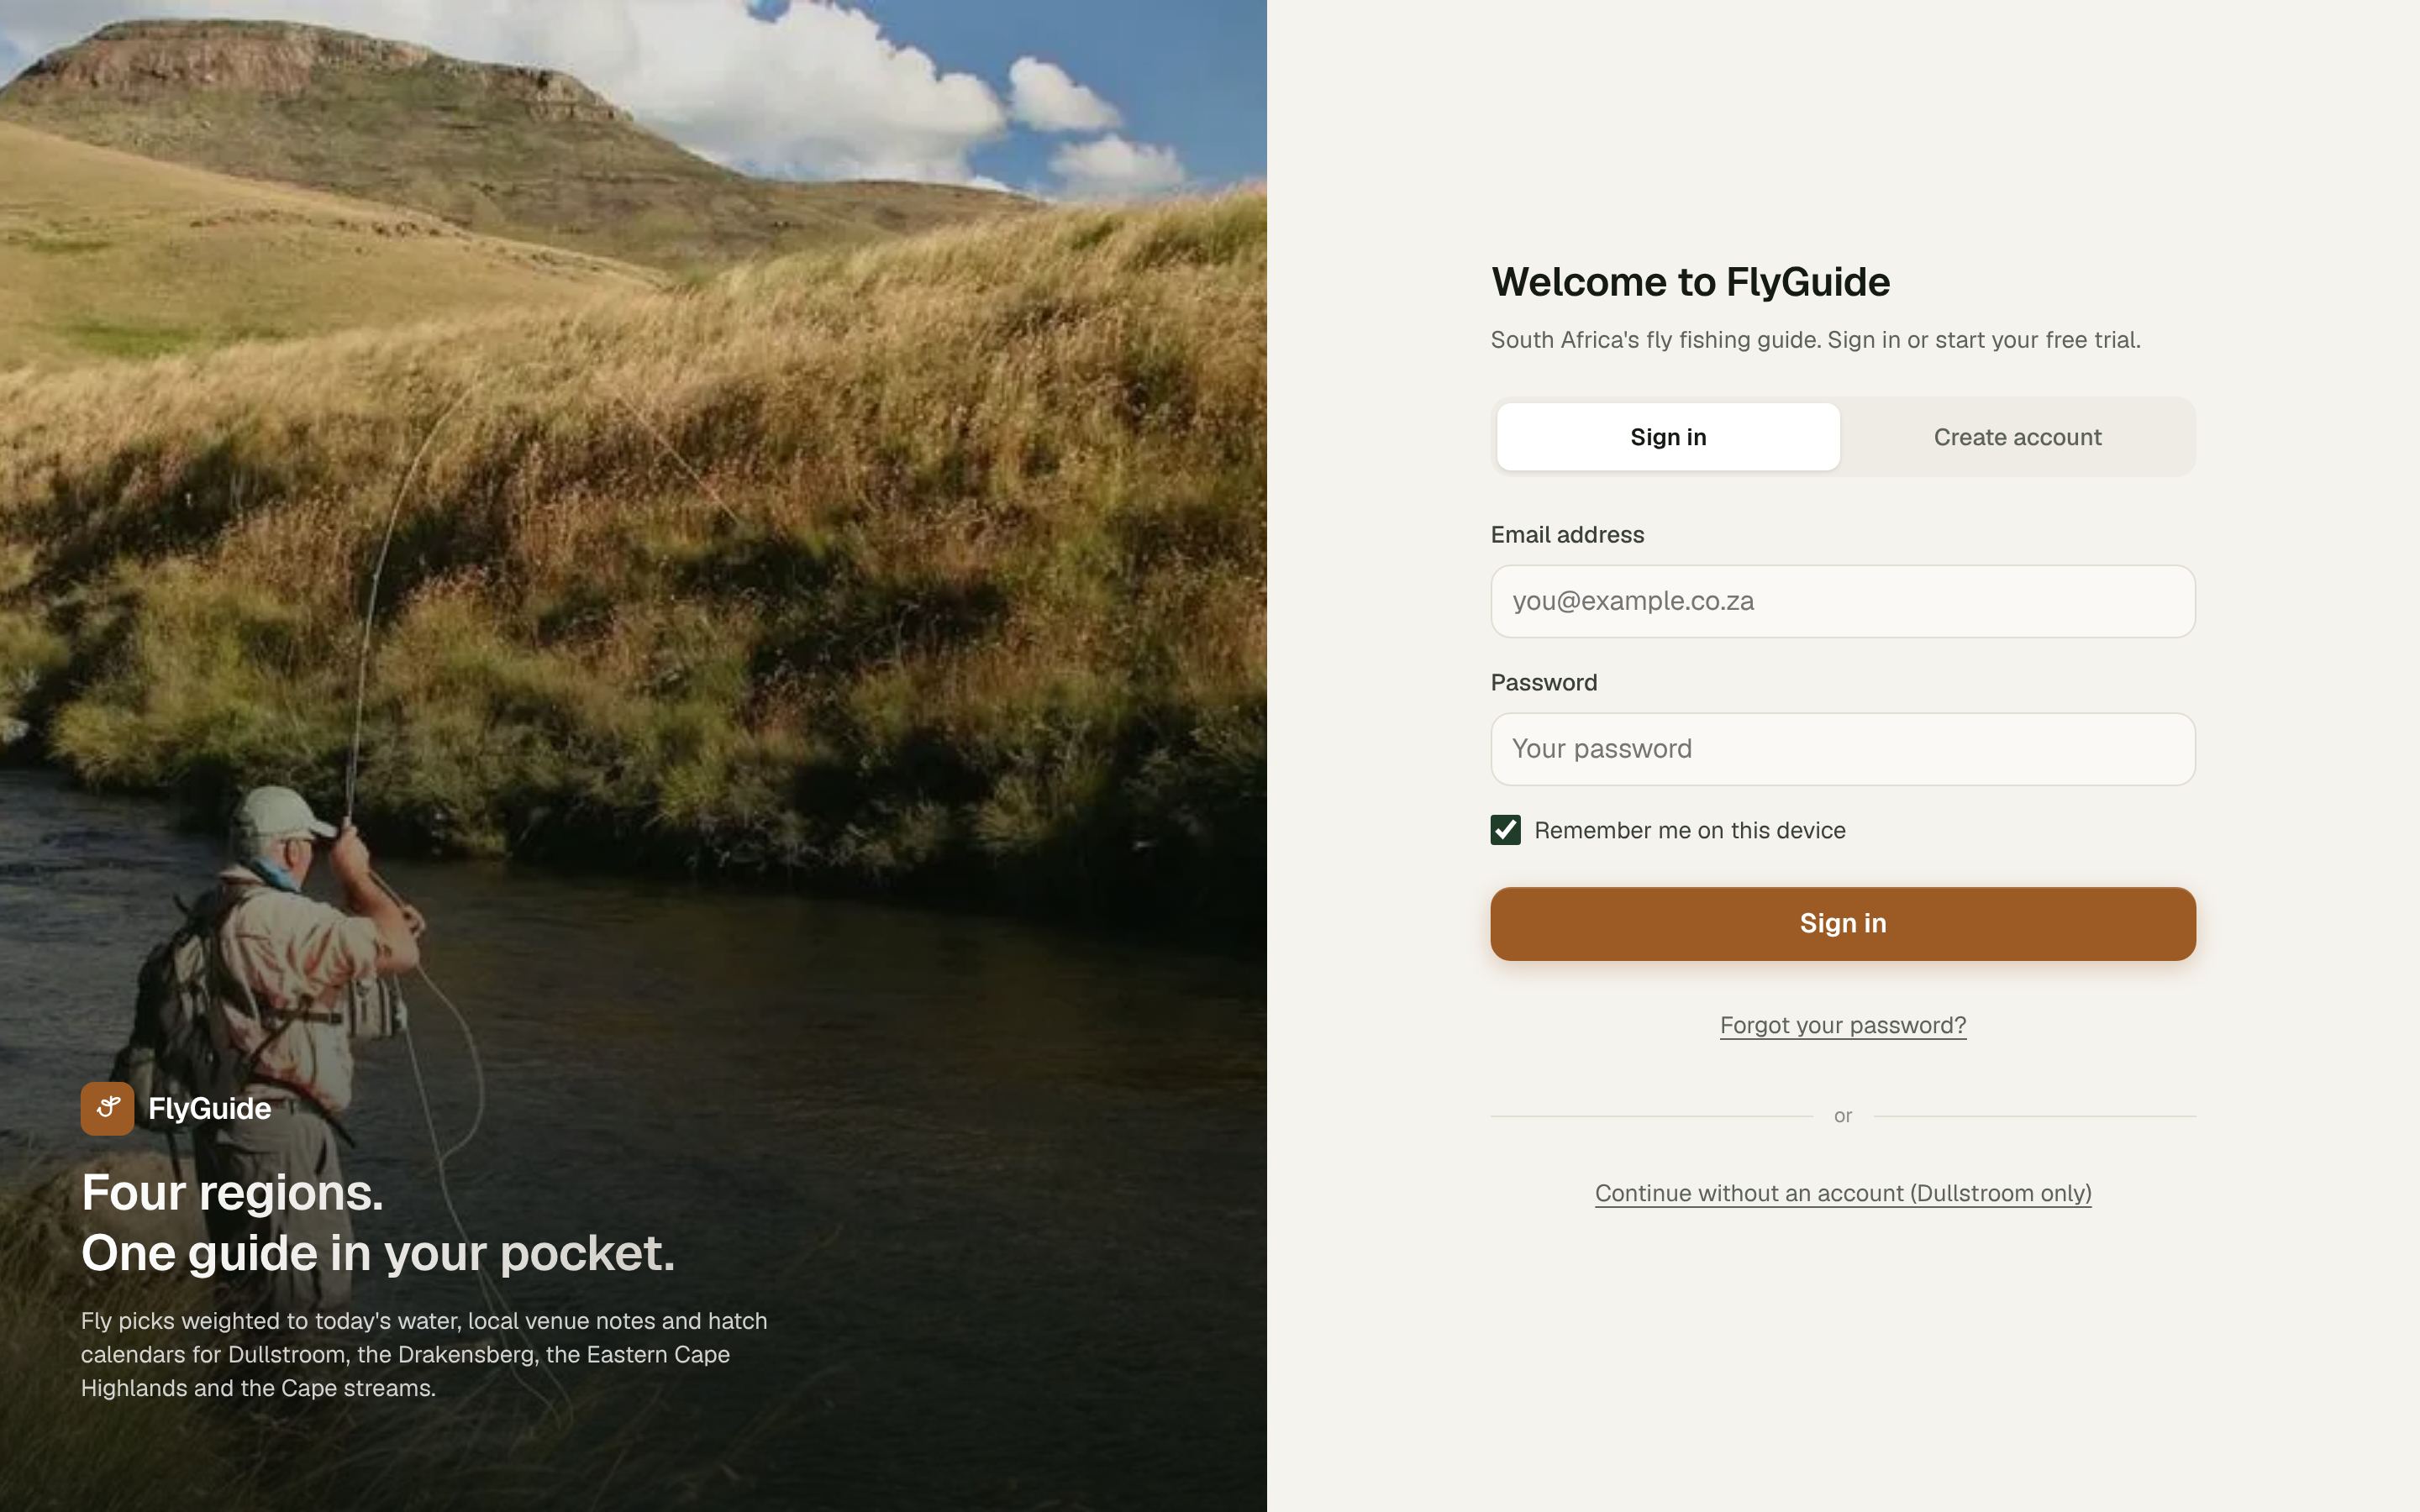 FlyGuide
Four regions.
One guide in your pocket.
Fly picks weighted to today's water, local venue notes and hatch
calendars for Dullstroom, the Drakensberg, the Eastern Cape
Highlands and the Cape streams.
Welcome to FlyGuide
South Africa's fly fishing guide. Sign in or start your free trial.
Sign in
Create account
Email address
you@example.co.za
Password
Your password
Remember me on this device
Sign in
Forgot your password?
or
Continue without an account (Dullstroom only)